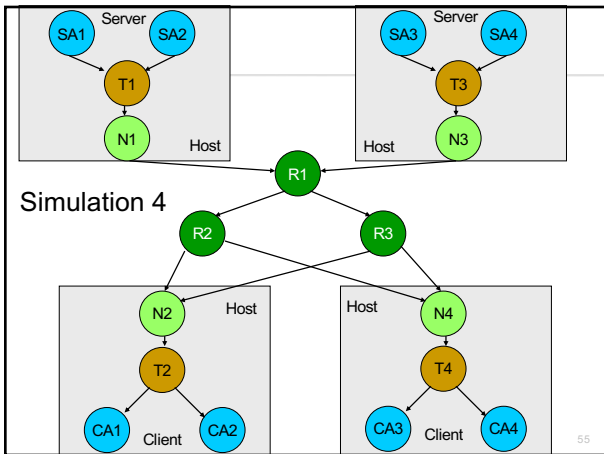 Server
SA1 SA2
T1
N1
Host
Server
SA3 SA4
T3
N3
Host
R1
Simulation 4
R2 R3
N2
Host
T2
CA1 CA2
Client
Host
N4
T4
CA3 CA4
Client
55